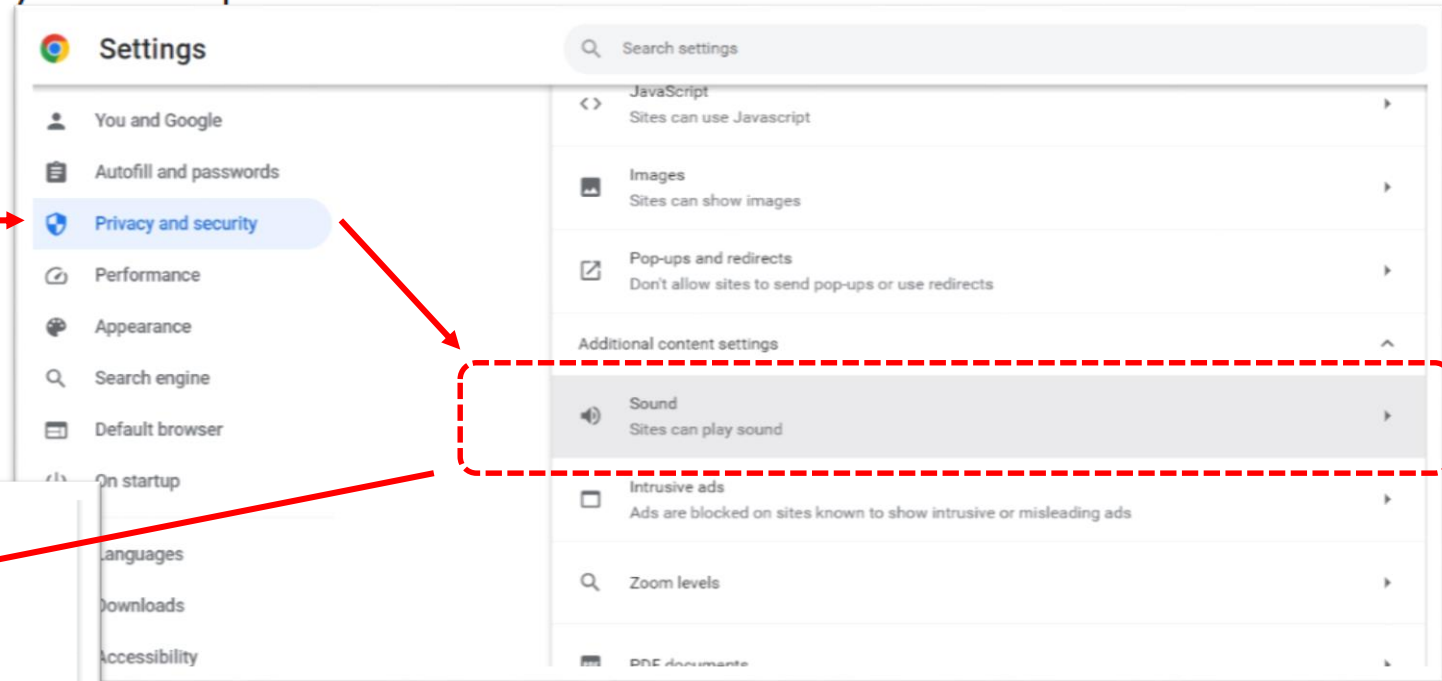 Settings
Search settings
You and Google
Autofill and passwords
Privacy and security
Performance
Appearance
Search engine
Default browser
On startup
Languages
Downloads
Accessibility
JavaScript
Sites can use Javascript
Images
Sites can show images
Pop-ups and redirects
Don't allow sites to send pop-ups or use redirects
Additional content settings
Sound
Sites can play sound
Intrusive ads
Ads are blocked on sites known to show intrusive or misleading ads
Zoom levels
PDF documents